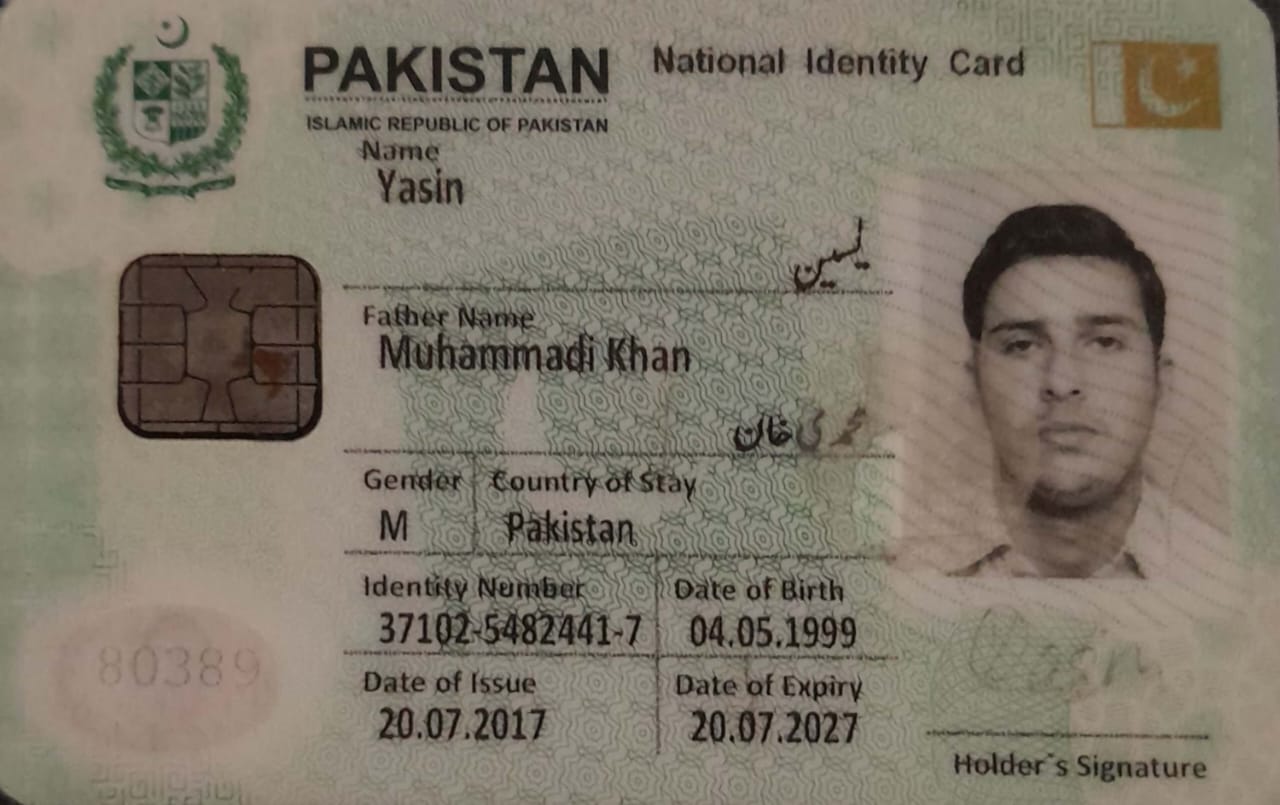 PAKISTAN National Identity Card
ISLAMIC REPUBLIC OF PAKISTAN
Name
Yasin
یسین
Father Name
Muhammadi Khan
محمدی خان
Gender Country of Stay
M Pakistan
Identity Number Date of Birth
37102-5482441-7 04.05.1999
80389
Date of Issue Date of Expiry
20.07.2017 20.07.2027
Yasin
Holder's Signature